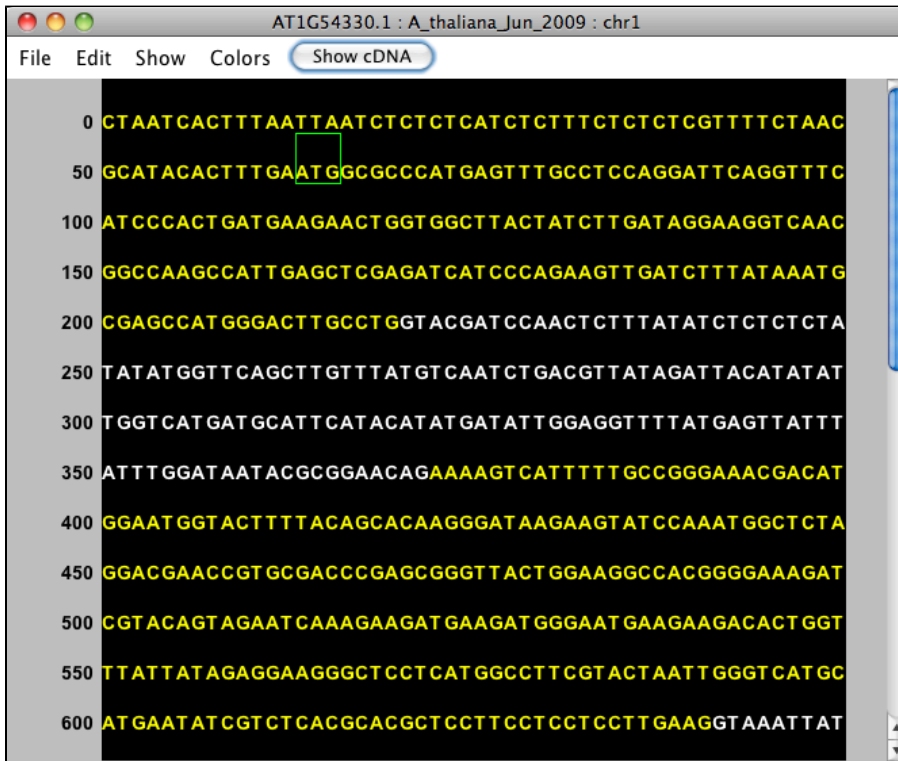 AT1G54330.1 : A_thaliana_Jun_2009 : chr1
File Edit Show Colors Show cDNA
0 CTAATCACTTTAATTAATCTCTCTCATCTCTTTCTCTCTCGTTTTCTAAC
50 GCATACACTTTGAATGGCGCCCATGAGTTTGCCTCCAGGATTCAGGTTTC
100 ATCCCACTGATGAAGAACTGGTGGCTTACTATCTTGATAGGAAGGTCAAC
150 GGCCAAGCCATTGAGCTCGAGATCATCCCAGAAGTTGATCTTTATAAATG
200 CGAGCCATGGGACTTGCCTGGTACGATCCAACTCTTTATATCTCTCTCTA
250 TATATGGTTCAGCTTGTTTATGTCAATCTGACGTTATAGATTACATATAT
300 TGGTCATGATGCATTCATACATATGATATTGGAGGTTTTATGAGTTATTT
350 ATTTGGATAATACGCGGAACAGAAAAGTCATTTTTGCCGGGAAACGACAT
400 GGAATGGTACTTTTACAGCACAAGGGATAAGAAGTATCCAAATGGCTCTA
450 GGACGAACCGTGCGACCCGAGCGGGTTACTGGAAGGCCACGGGGAAAGAT
500 CGTACAGTAGAATCAAAGAAGATGAAGATGGGAATGAAGAAGACACTGGT
550 TTATTATAGAGGAAGGGCTCCTCATGGCCTTCGTACTAATTGGGTCATGC
600 ATGAATATCGTCTCACGCACGCTCCTTCCTCCTCCTTGAAGGTAAATTAT